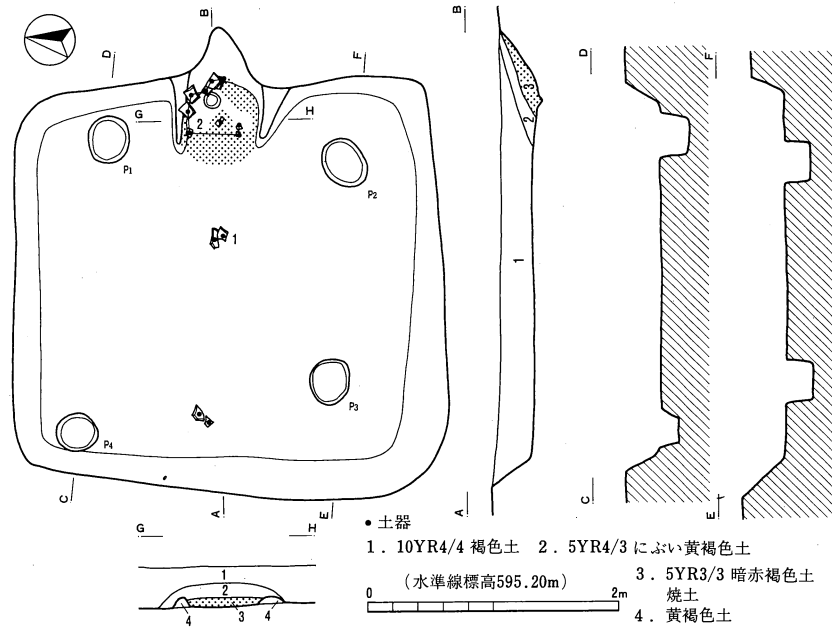 B
D
F
G
H
2
P1
P2
1
P3
P4
C
A
E
B
3
2
1
A
D
C
F
E
G
H
1
2
4
3
4
●土器
1．10YR4/4 褐色土 2．5YR4/3 にぶい黄褐色土
（水準線標高595.20m）
3．5YR3/3 暗赤褐色土
焼土
4．黄褐色土
0
2m